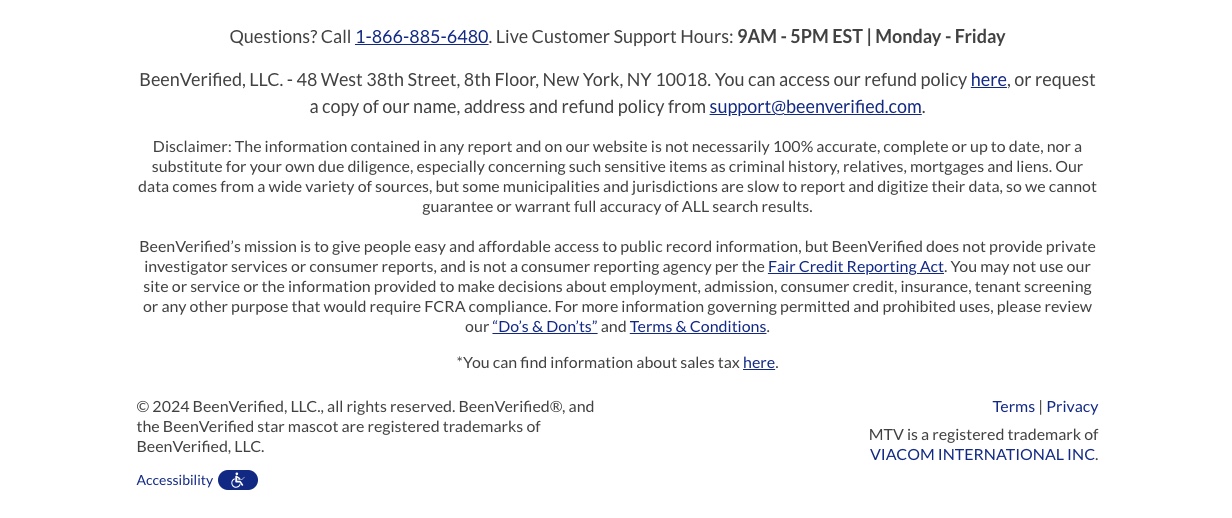 Questions? Call 1-866-885-6480. Live Customer Support Hours: 9AM - 5PM EST | Monday - Friday
BeenVerified, LLC. - 48 West 38th Street, 8th Floor, New York, NY 10018. You can access our refund policy here, or request
a copy of our name, address and refund policy from support@beenverified.com.
Disclaimer: The information contained in any report and on our website is not necessarily 100% accurate, complete or up to date, nor a
substitute for your own due diligence, especially concerning such sensitive items as criminal history, relatives, mortgages and liens. Our
data comes from a wide variety of sources, but some municipalities and jurisdictions are slow to report and digitize their data, so we cannot
guarantee or warrant full accuracy of ALL search results.
BeenVerified's mission is to give people easy and affordable access to public record information, but BeenVerified does not provide private
investigator services or consumer reports, and is not a consumer reporting agency per the Fair Credit Reporting Act. You may not use our
site or service or the information provided to make decisions about employment, admission, consumer credit, insurance, tenant screening
or any other purpose that would require FCRA compliance. For more information governing permitted and prohibited uses, please review
our “Do’s & Don’ts” and Terms & Conditions.
*You can find information about sales tax here.
© 2024 BeenVerified, LLC., all rights reserved. BeenVerified®, and
the BeenVerified star mascot are registered trademarks of
BeenVerified, LLC.
Accessibility
Terms | Privacy
MTV is a registered trademark of
VIACOM INTERNATIONAL INC.